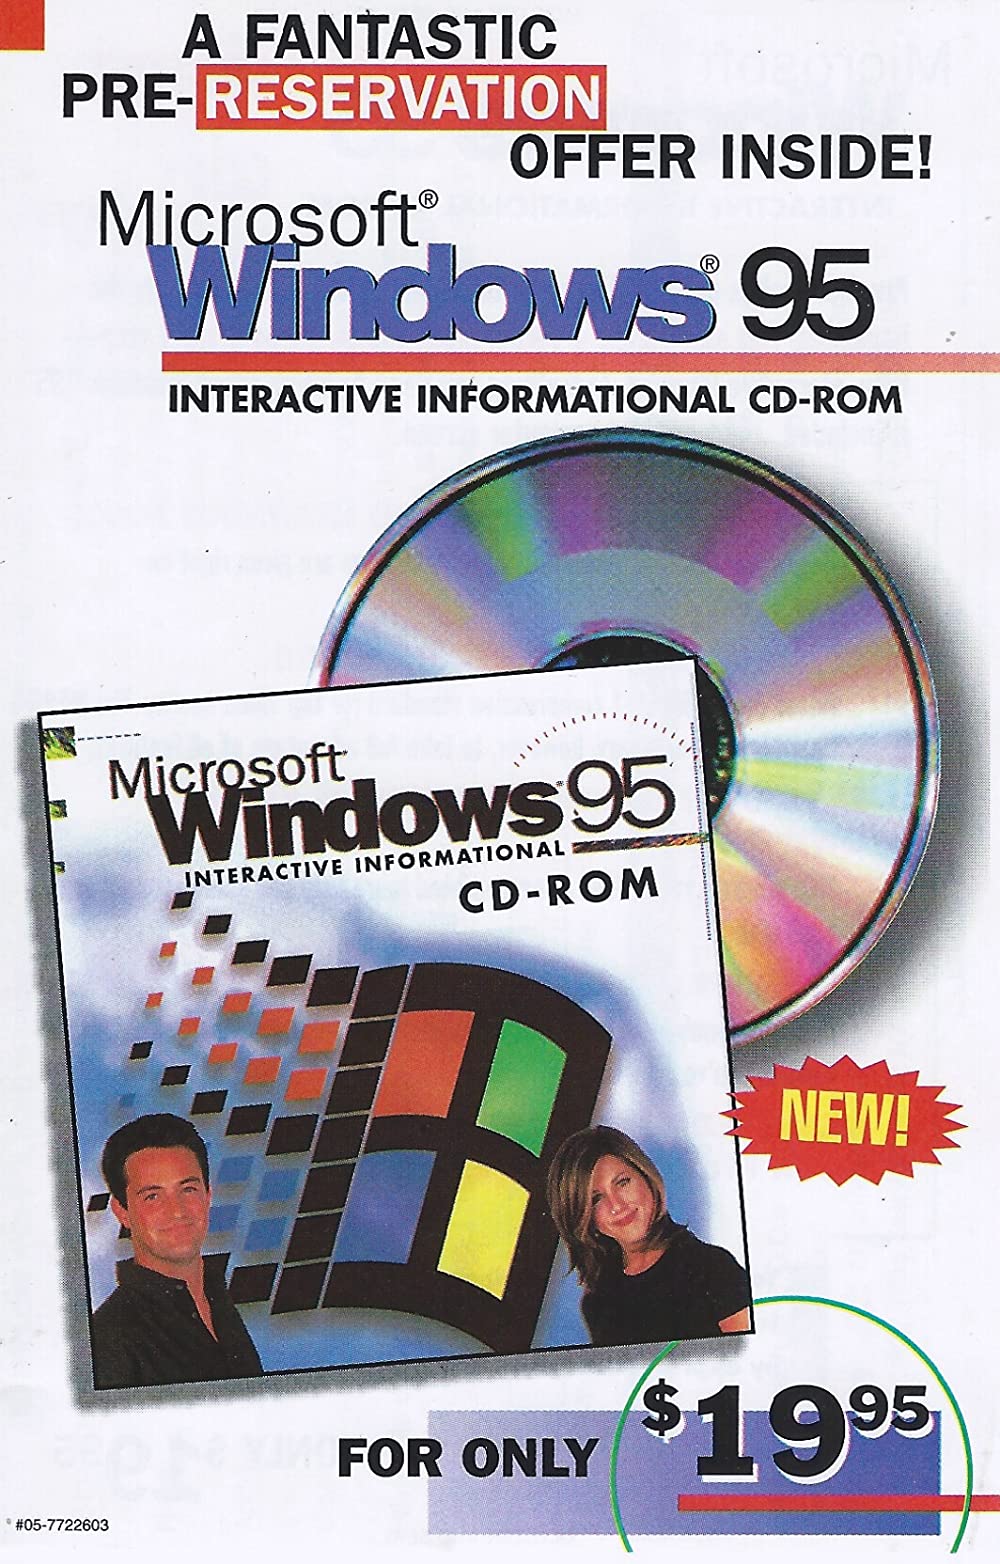 A FANTASTIC
PRE-RESERVATION
OFFER INSIDE!
Microsoft®
Windows® 95
INTERACTIVE INFORMATIONAL CD-ROM
Microsoft
Windows 95
INTERACTIVE INFORMATIONAL
CD-ROM
NEW!
FOR ONLY $19.95
#05-7722603